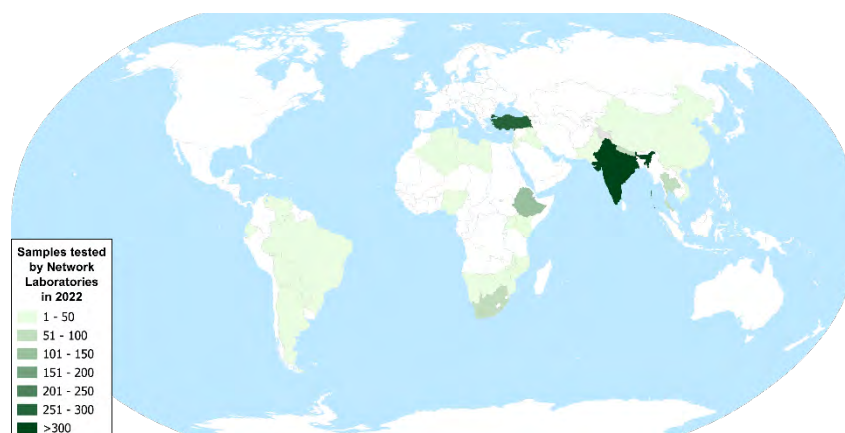 Samples tested
by Network
Laboratories
in 2022
1 - 50
51 - 100
101 - 150
151 - 200
201 - 250
251 - 300
>300